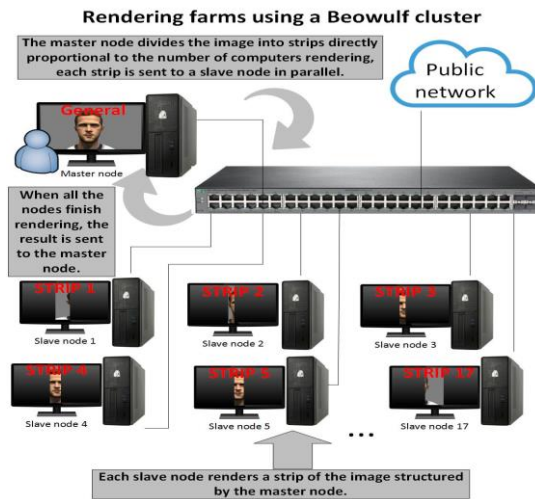 Rendering farms using a Beowulf cluster
The master node divides the image into strips directly
proportional to the number of computers rendering,
each strip is sent to a slave node in parallel.
Public
network
General
Master node
When all the
nodes finish
rendering, the
result is sent
to the master
node.
STRIP 1
Slave node 1
STRIP 2
Slave node 2
STRIP 3
Slave node 3
STRIP 4
Slave node 4
STRIP 5
Slave node 5
...
STRIP 17
Slave node 17
Each slave node renders a strip of the image structured
by the master node.